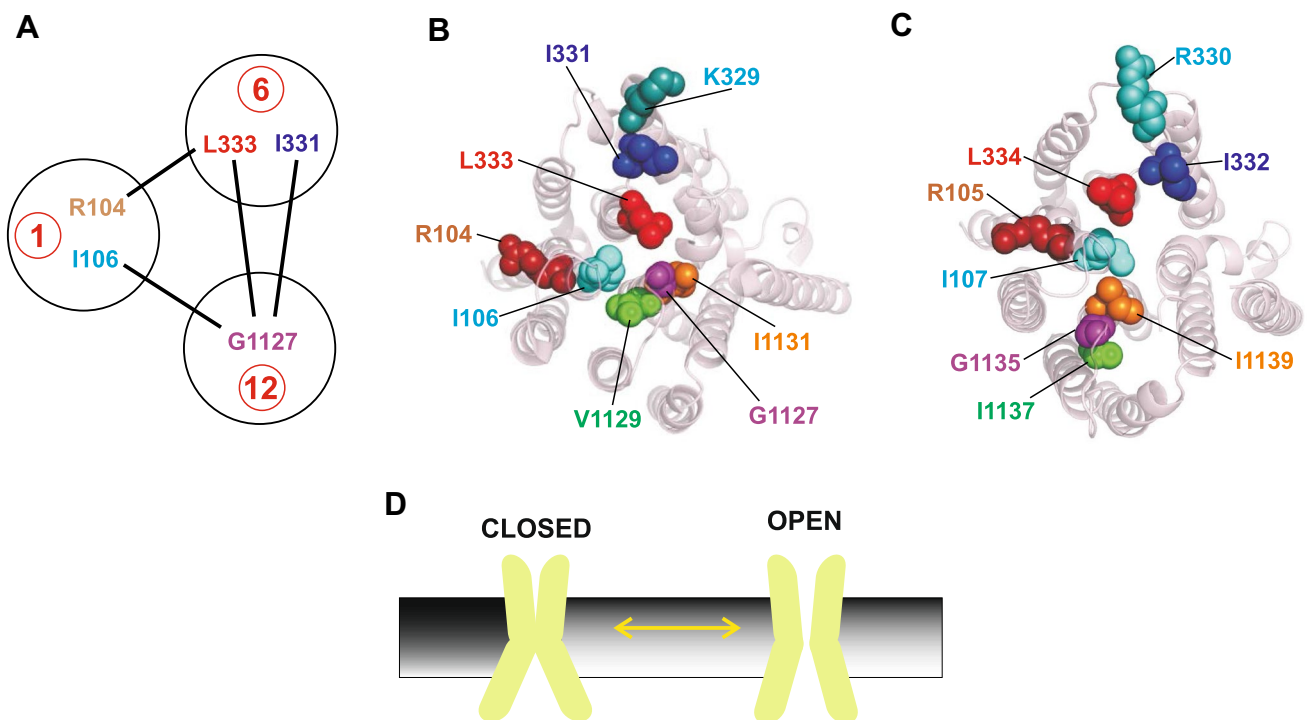 A
6
L333 I331
R104
1
I106
G1127
12
B
I331
K329
L333
R104
I106
I1131
V1129
G1127
C
R330
L334
I332
R105
I107
G1135
I1139
I1137
D
CLOSED
OPEN